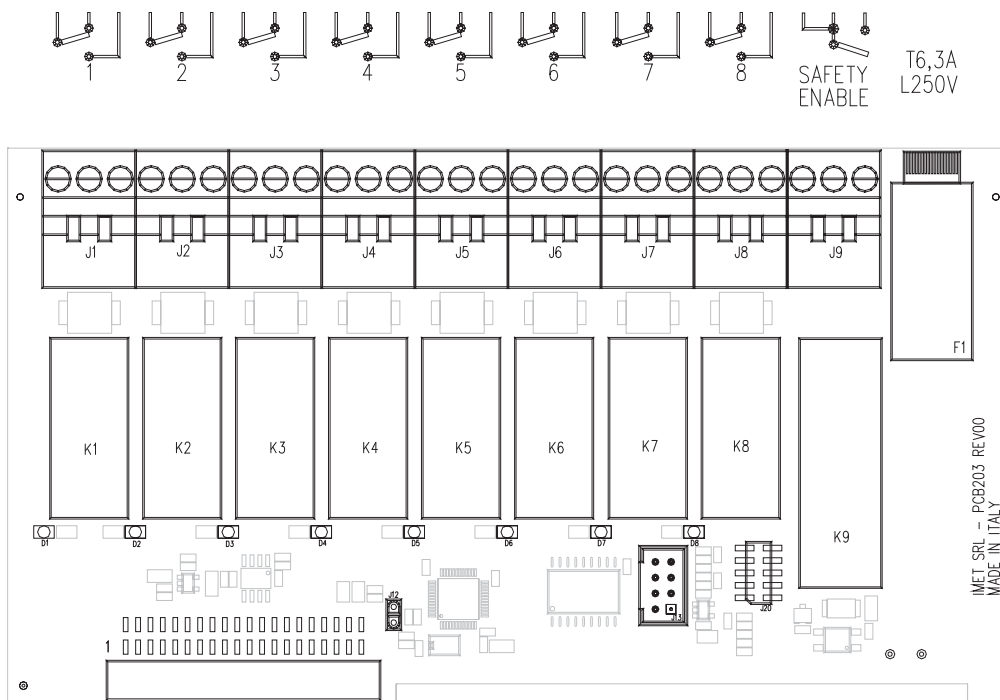 1 2 3 4 5 6 7 8
SAFETY
ENABLE
T6,3A
L250V
J1 J2 J3 J4 J5 J6 J7 J8 J9
F1
K1 K2 K3 K4 K5 K6 K7 K8
K9
IMET SRL - PCB203 REV00
MADE IN ITALY
D1 D2 D3 D4 D5 D6 D7 D8
J12
J13
J20
1